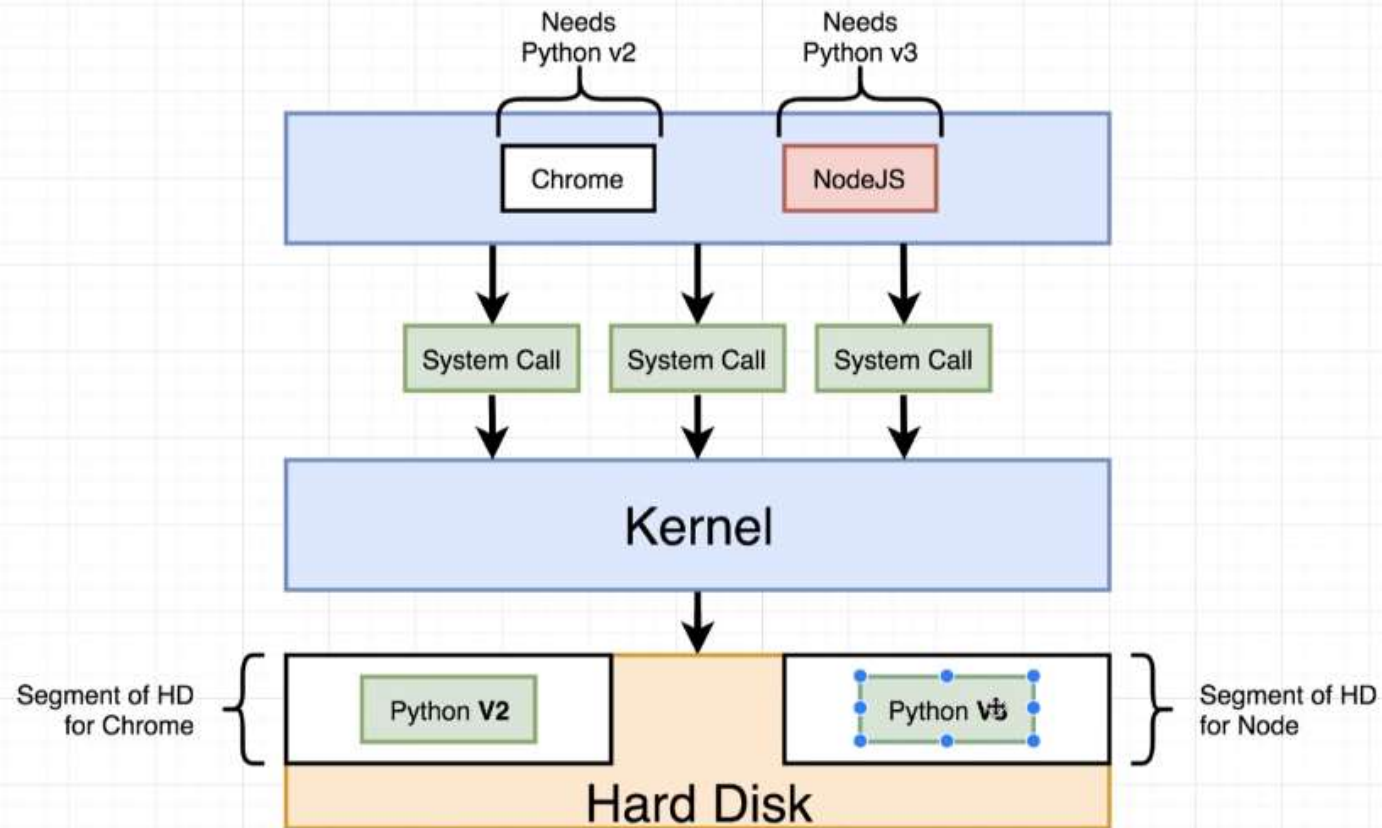 Needs
Python v2
Needs
Python v3
Chrome
NodeJS
System Call
System Call
System Call
Kernel
Segment of HD
for Chrome
Python V2
Python
Segment of HD
for Node
Hard Disk